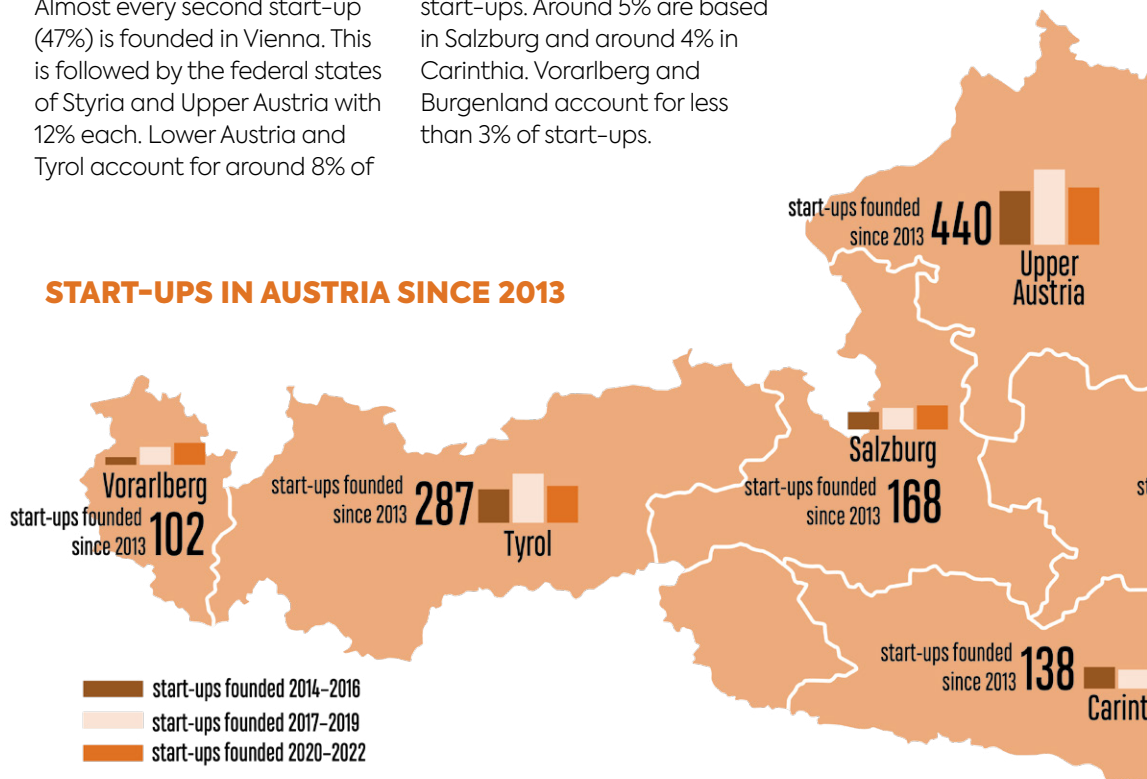 Almost every second start-up
(47%) is founded in Vienna. This
is followed by the federal states
of Styria and Upper Austria with
12% each. Lower Austria and
Tyrol account for around 8% of
start-ups. Around 5% are based
in Salzburg and around 4% in
Carinthia. Vorarlberg and
Burgenland account for less
than 3% of start-ups.
START-UPS IN AUSTRIA SINCE 2013
start-ups founded
since 2013 440
Upper
Austria
Salzburg
start-ups founded
since 2013 168
Vorarlberg
start-ups founded
since 2013 102
start-ups founded
since 2013 287
Tyrol
start-ups founded
since 2013 138
Carint
start-ups founded 2014–2016
start-ups founded 2017–2019
start-ups founded 2020–2022